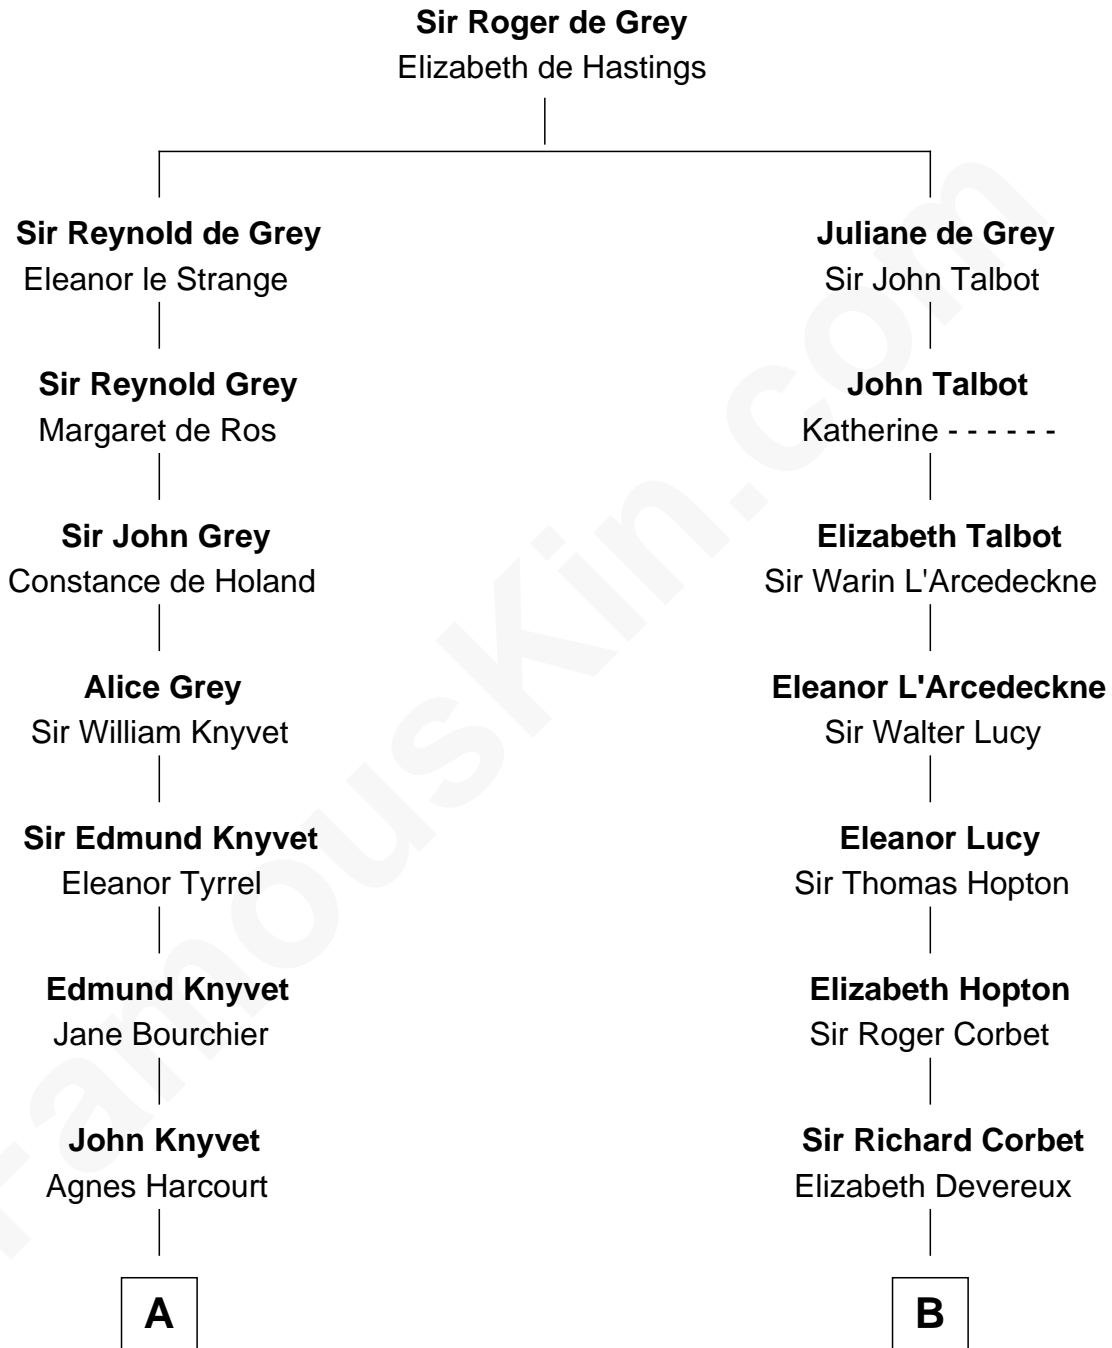 Sir Roger de Grey
Elizabeth de Hastings
Sir Reynold de Grey
Eleanor le Strange
Juliane de Grey
Sir John Talbot
Sir Reynold Grey
Margaret de Ros
John Talbot
Katherine - - - - - -
Sir John Grey
Constance de Holand
Elizabeth Talbot
Sir Warin L'Arcedeckne
Alice Grey
Sir William Knyvet
Eleanor L'Arcedeckne
Sir Walter Lucy
Sir Edmund Knyvet
Eleanor Tyrrel
Eleanor Lucy
Sir Thomas Hopton
Edmund Knyvet
Jane Bourchier
Elizabeth Hopton
Sir Roger Corbet
John Knyvet
Agnes Harcourt
Sir Richard Corbet
Elizabeth Devereux
A
B
FamousKin.com